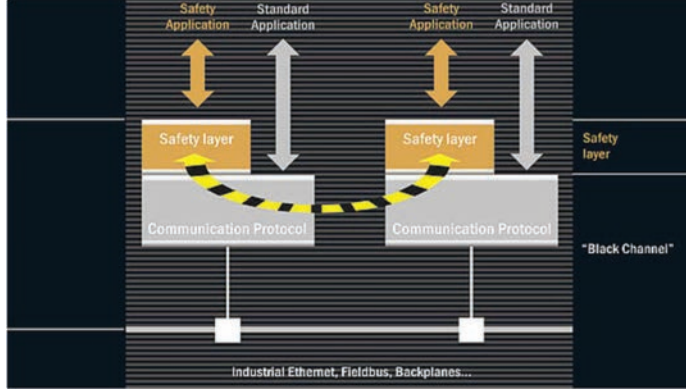 Safety
Application
Standard
Application
Safety
Application
Standard
Application
Safety layer
Safety layer
Safety
layer
Communication Protocol
Communication Protocol
"Black Channel"
Industrial Ethernet, Fieldbus, Backplanes...